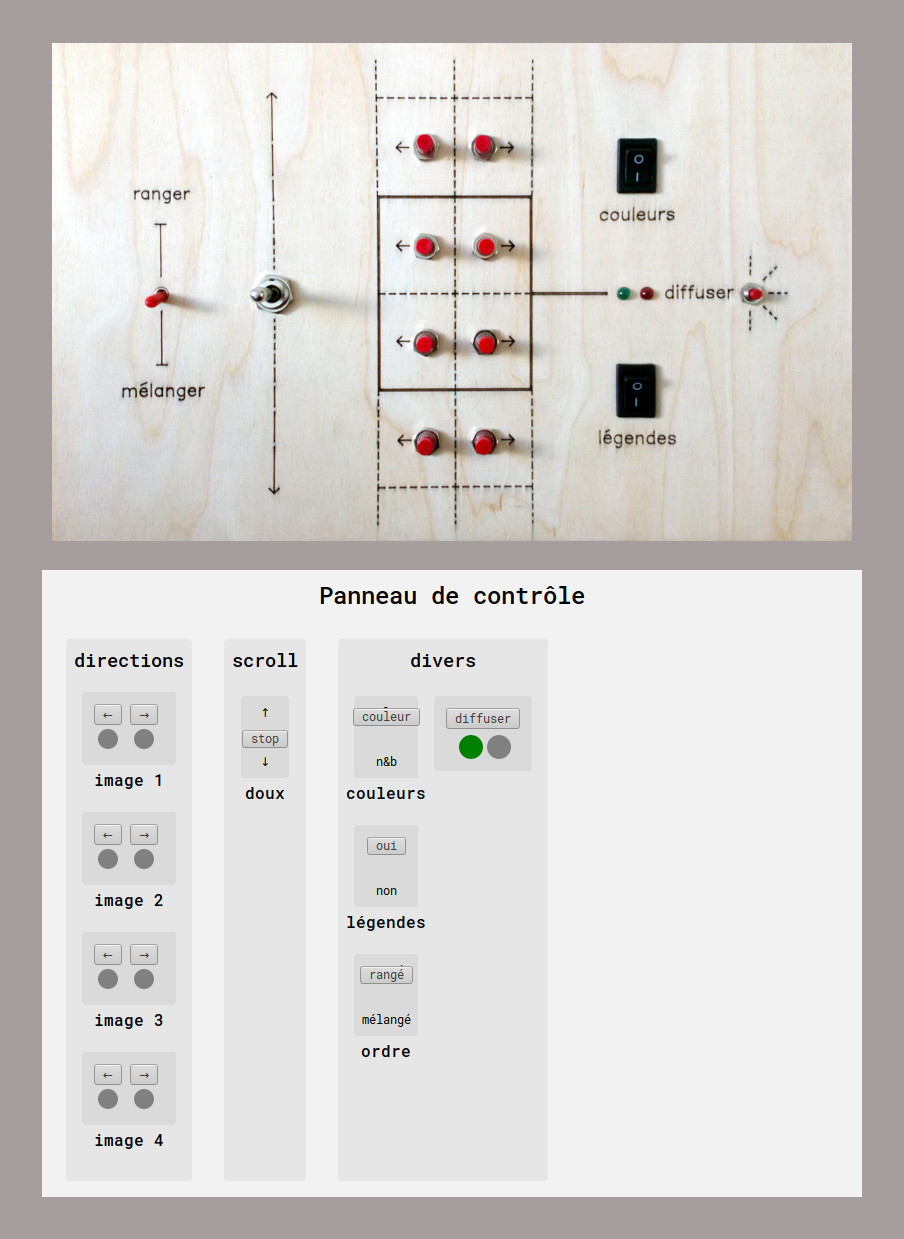 ranger
mélanger
couleurs
diffuser
légendes
Panneau de contrôle
directions
← →
image 1
← →
image 2
← →
image 3
← →
image 4
scroll
↑
stop
↓
doux
divers
couleur
n&b
couleurs
diffuser
oui
non
légendes
rangé
mélangé
ordre